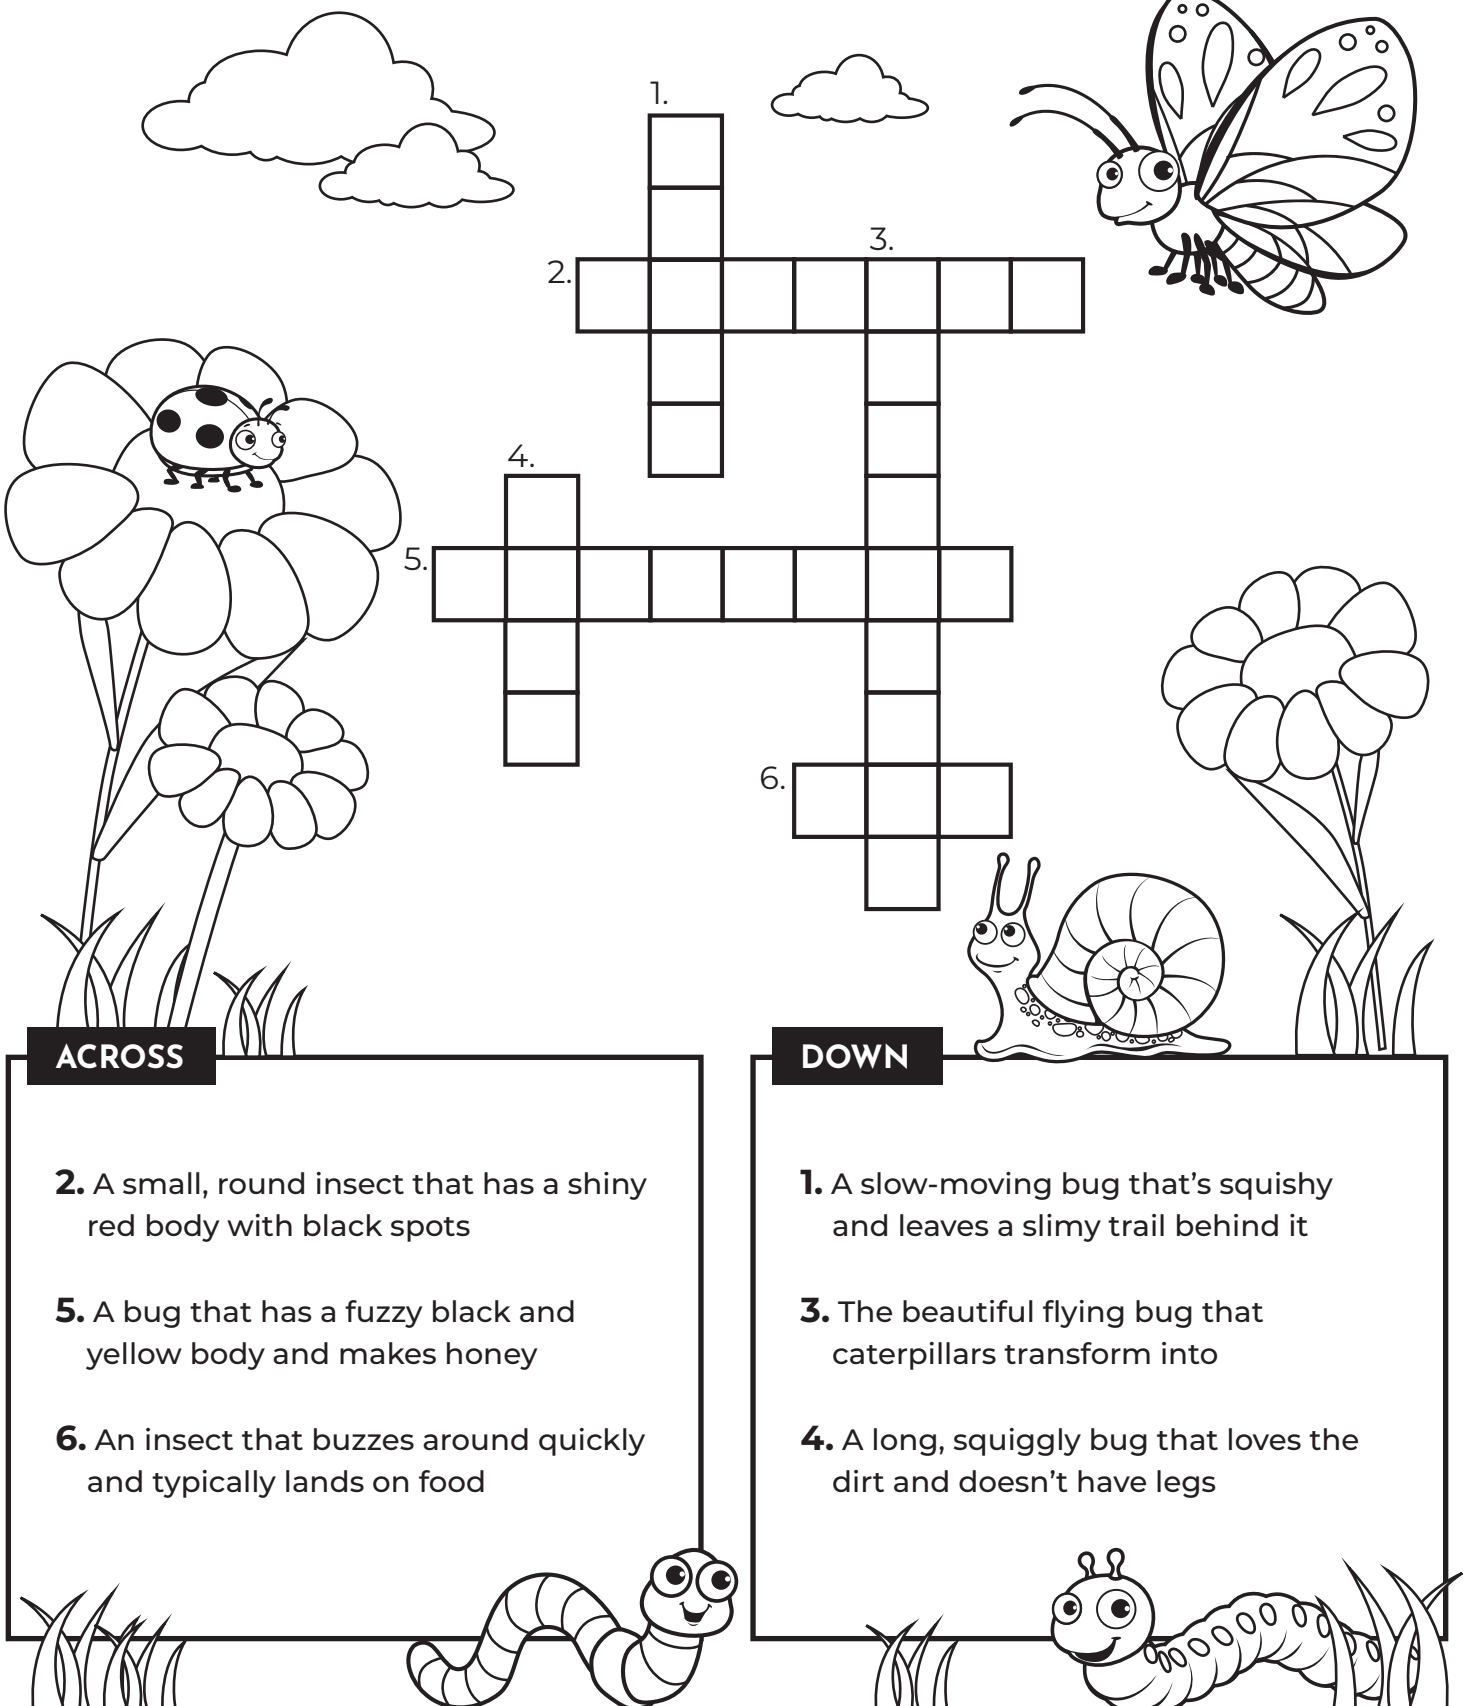 1.
3.
2.
4.
5.
6.
ACROSS
2. A small, round insect that has a shiny
red body with black spots
5. A bug that has a fuzzy black and
yellow body and makes honey
6. An insect that buzzes around quickly
and typically lands on food
DOWN
1. A slow-moving bug that’s squishy
and leaves a slimy trail behind it
3. The beautiful flying bug that
caterpillars transform into
4. A long, squiggly bug that loves the
dirt and doesn’t have legs